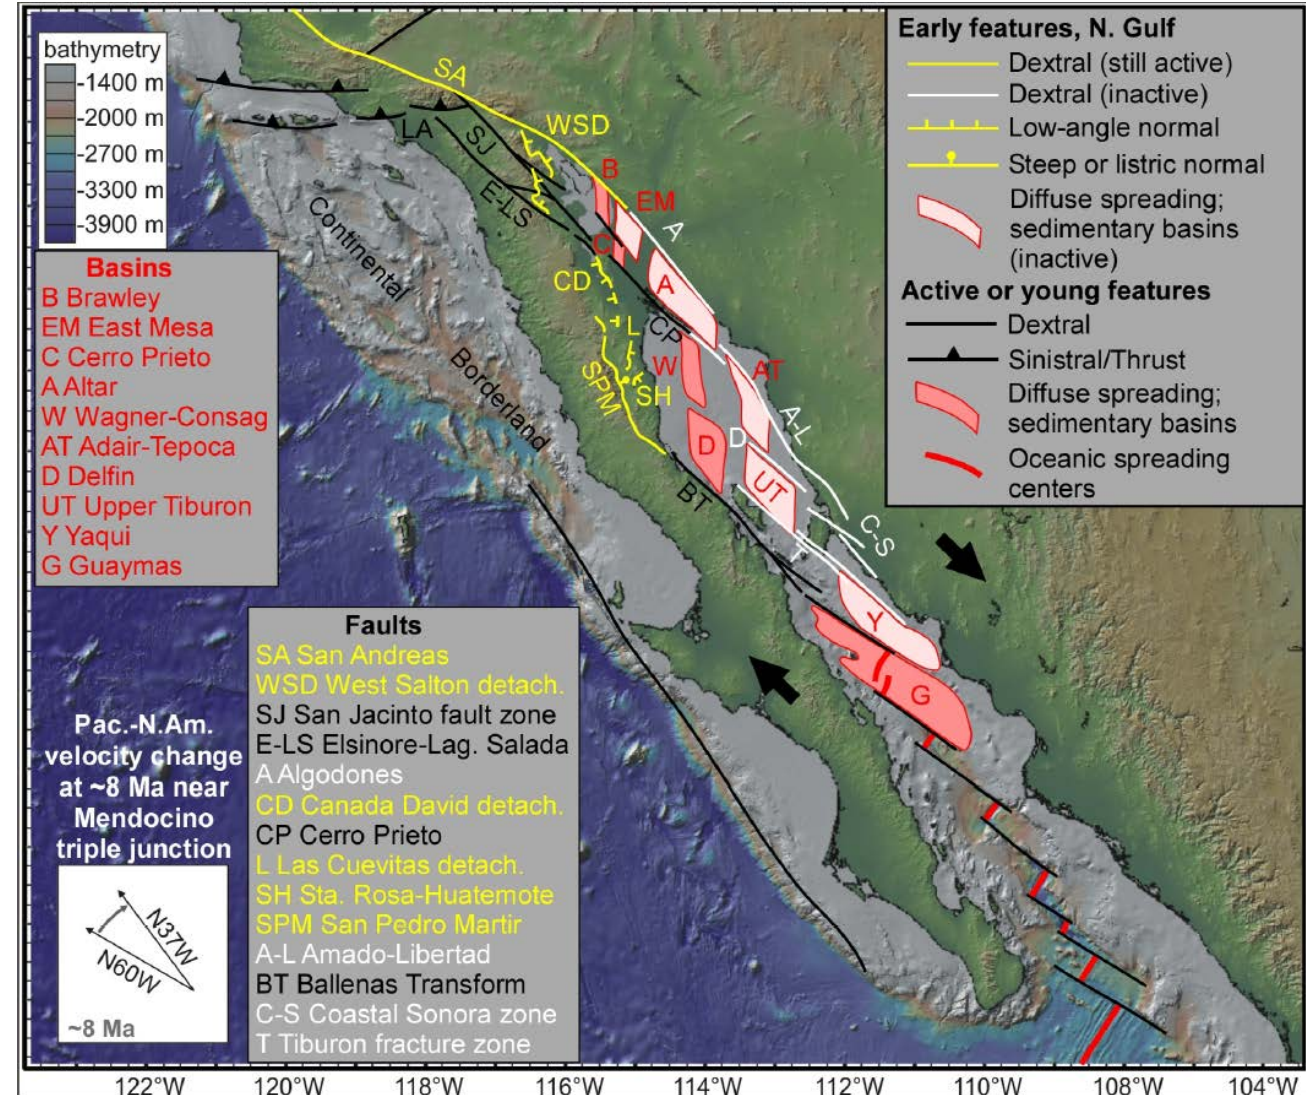 bathymetry
-1400 m
-2000 m
-2700 m
-3300 m
-3900 m
Basins
B Brawley
EM East Mesa
C Cerro Prieto
A Altar
W Wagner-Consag
AT Adair-Tepoca
D Delfin
UT Upper Tiburon
Y Yaqui
G Guaymas
Early features, N. Gulf
Dextral (still active)
Dextral (inactive)
Low-angle normal
Steep or listric normal
Diffuse spreading;
sedimentary basins
(inactive)
Active or young features
Dextral
Sinistral/Thrust
Diffuse spreading;
sedimentary basins
Oceanic spreading
centers
SA
LA
SJ
WSD
E-LS
B
EM
A
C
CD
A
CP
L
W
AT
SPM
SH
A-L
D
D
UT
BT
C-S
T
Y
G
Continental
Borderland
Faults
SA San Andreas
WSD West Salton detach.
SJ San Jacinto fault zone
E-LS Elsinore-Lag. Salada
A Algodones
CD Canada David detach.
CP Cerro Prieto
L Las Cuevitas detach.
SH Sta. Rosa-Huatemote
SPM San Pedro Martir
A-L Amado-Libertad
BT Ballenas Transform
C-S Coastal Sonora zone
T Tiburon fracture zone
Pac.-N.Am.
velocity change
at ~8 Ma near
Mendocino
triple junction
N37W
N60W
~8 Ma
122°W 120°W 118°W 116°W 114°W 112°W 110°W 108°W 106°W 104°W